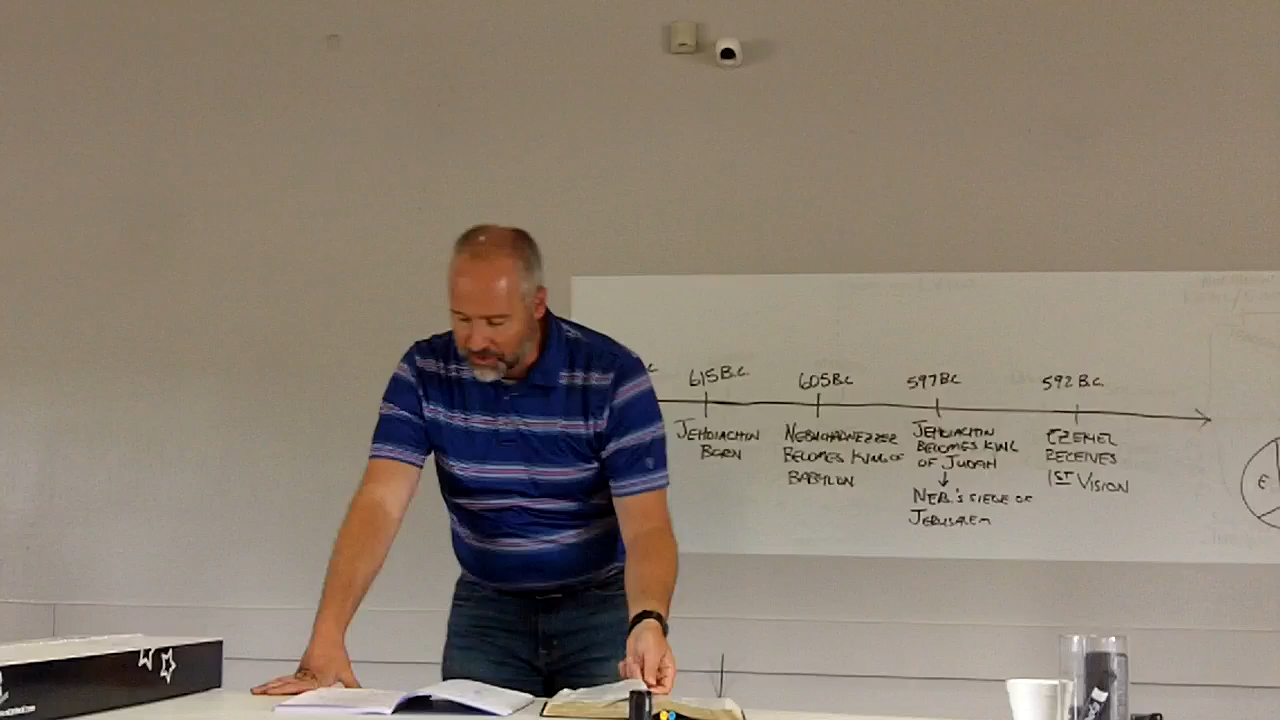 615 B.C.
605 B.C
597 B.C
592 B.C.
JEHOIACHIN
BORN
NEBUCHADNEZZER
BECOMES KING OF
BABYLON
JEHOIACHIN
BECOMES KING
OF JUDAH
↓
NEB.'S SIEGE OF
JERUSALEM
EZEKIEL
RECEIVES
1ST VISION
E